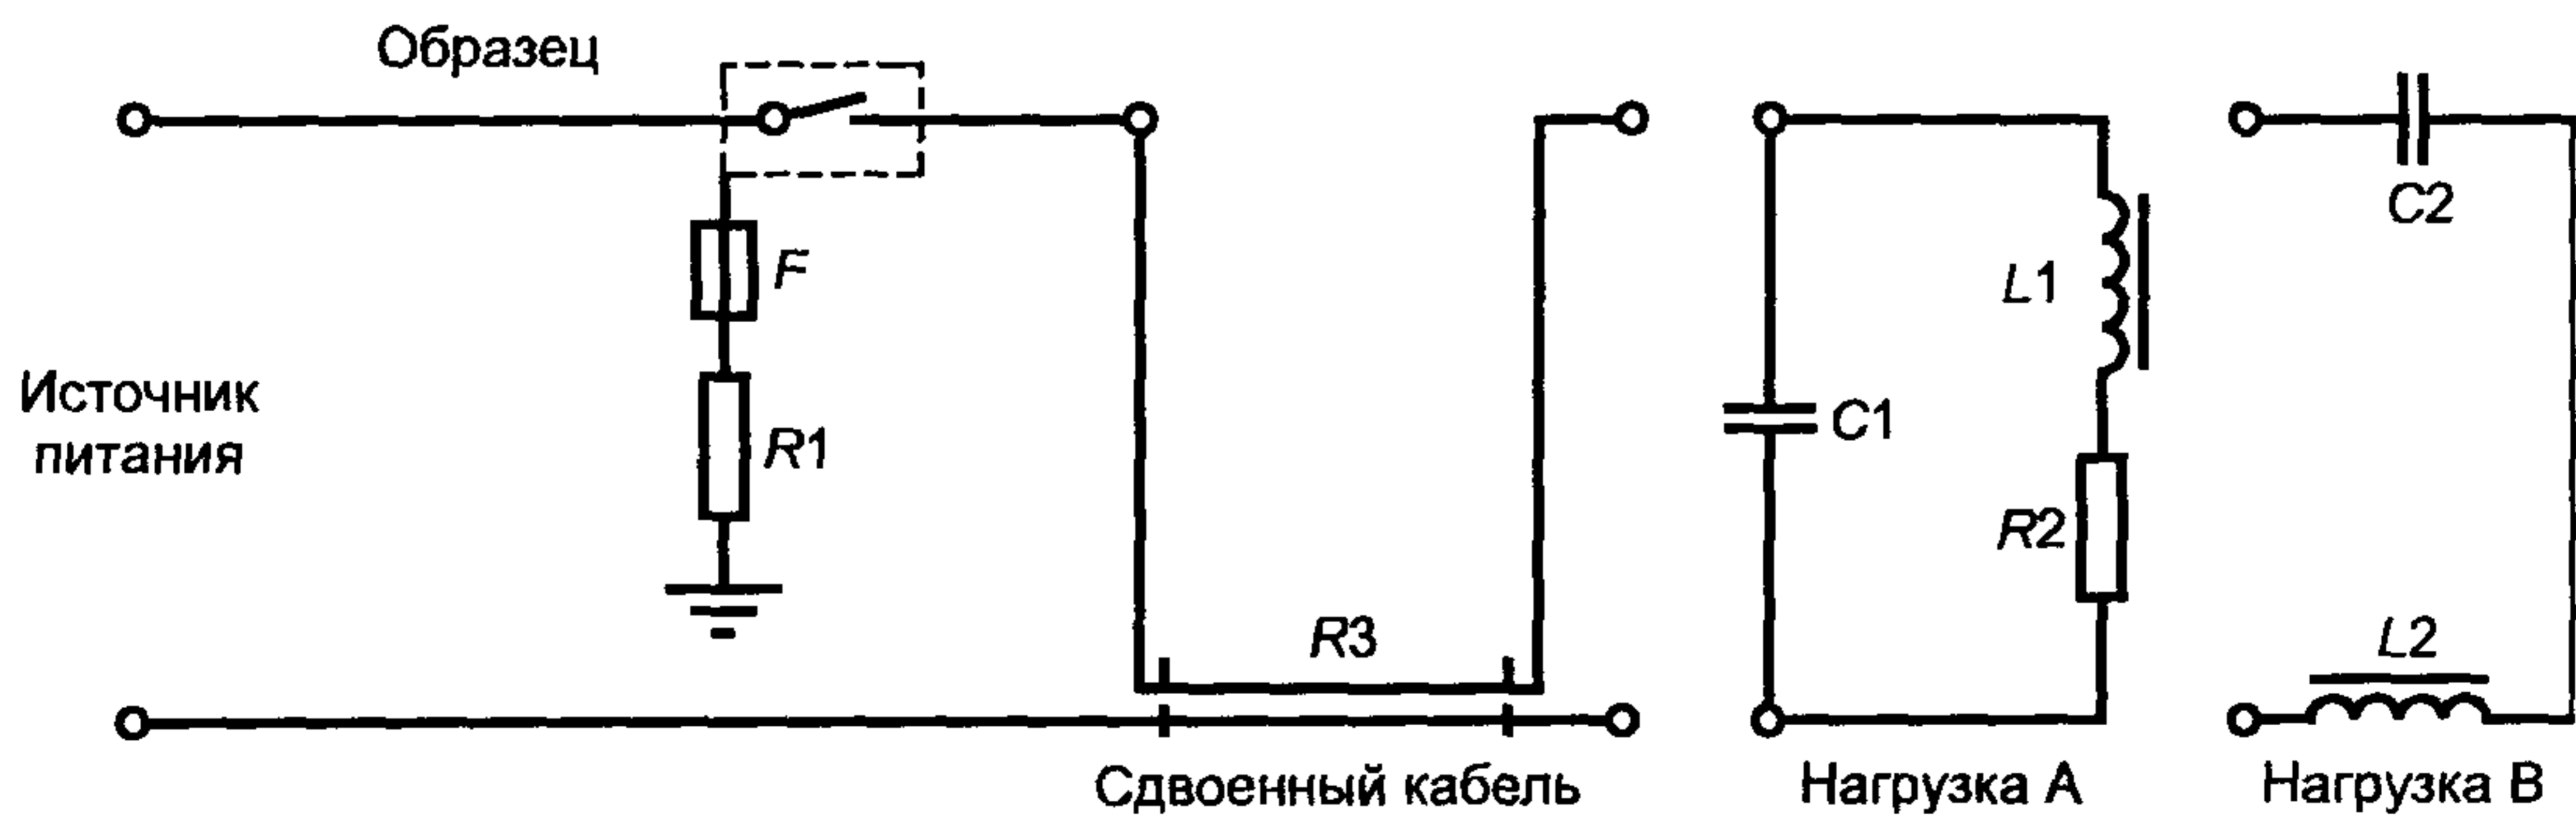 Образец
F
R1
Источник
питания
R3
Сдвоенный кабель
C1
L1
R2
Нагрузка А
C2
L2
Нагрузка В